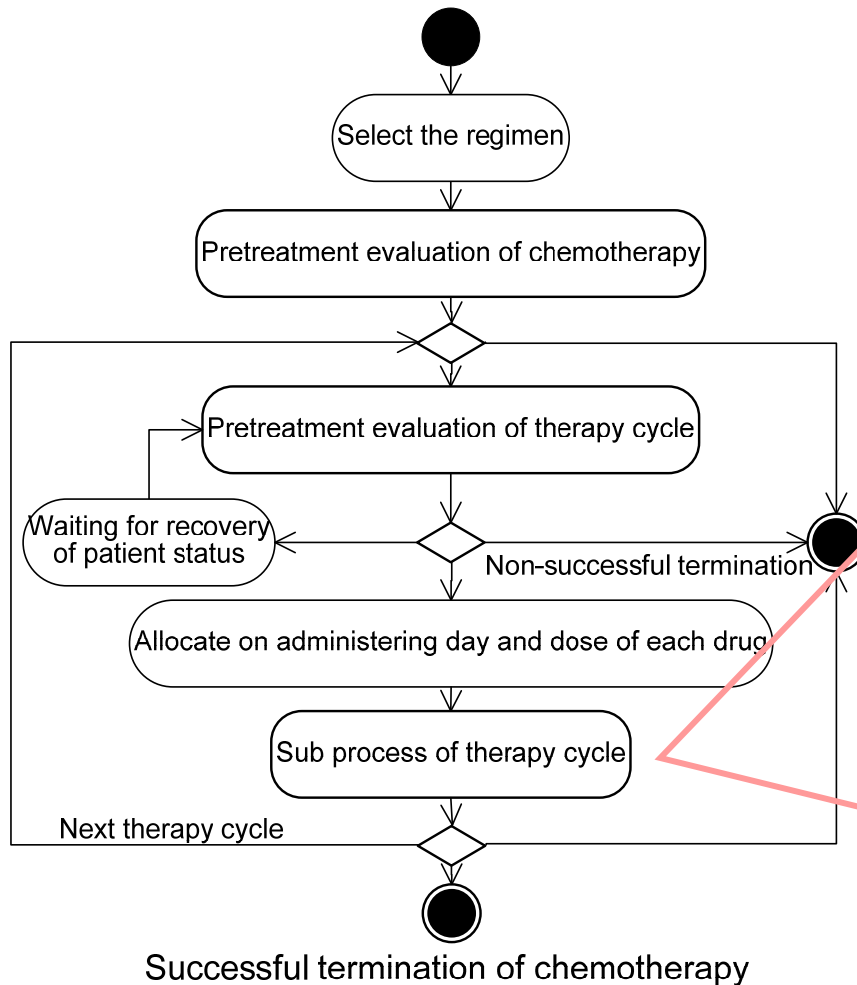 Select the regimen
Pretreatment evaluation of chemotherapy
Pretreatment evaluation of therapy cycle
Waiting for recovery
of patient status
Non-successful termination
Allocate on administering day and dose of each drug
Sub process of therapy cycle
Next therapy cycle
Successful termination of chemotherapy